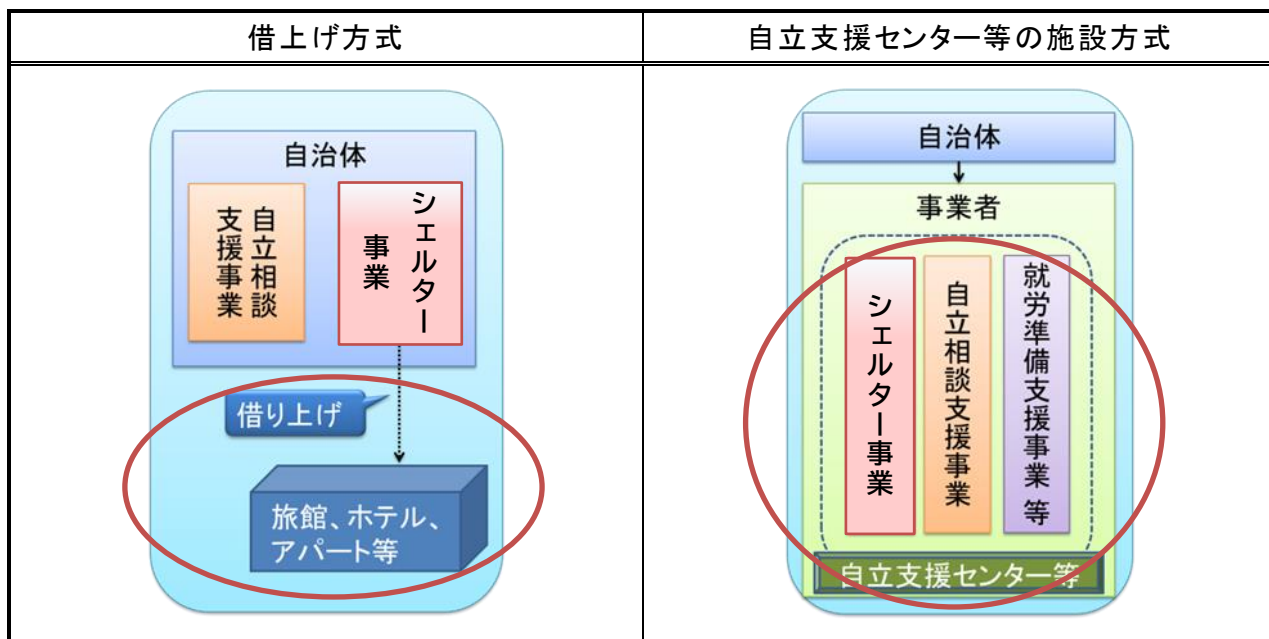 借上げ方式
自立支援センター等の施設方式
自治体
自立相談
支援事業
シェルター
事業
借り上げ
旅館、ホテル、
アパート等
自治体
事業者
シェルター事業
自立相談支援事業
就労準備支援事業 等
自立支援センター等